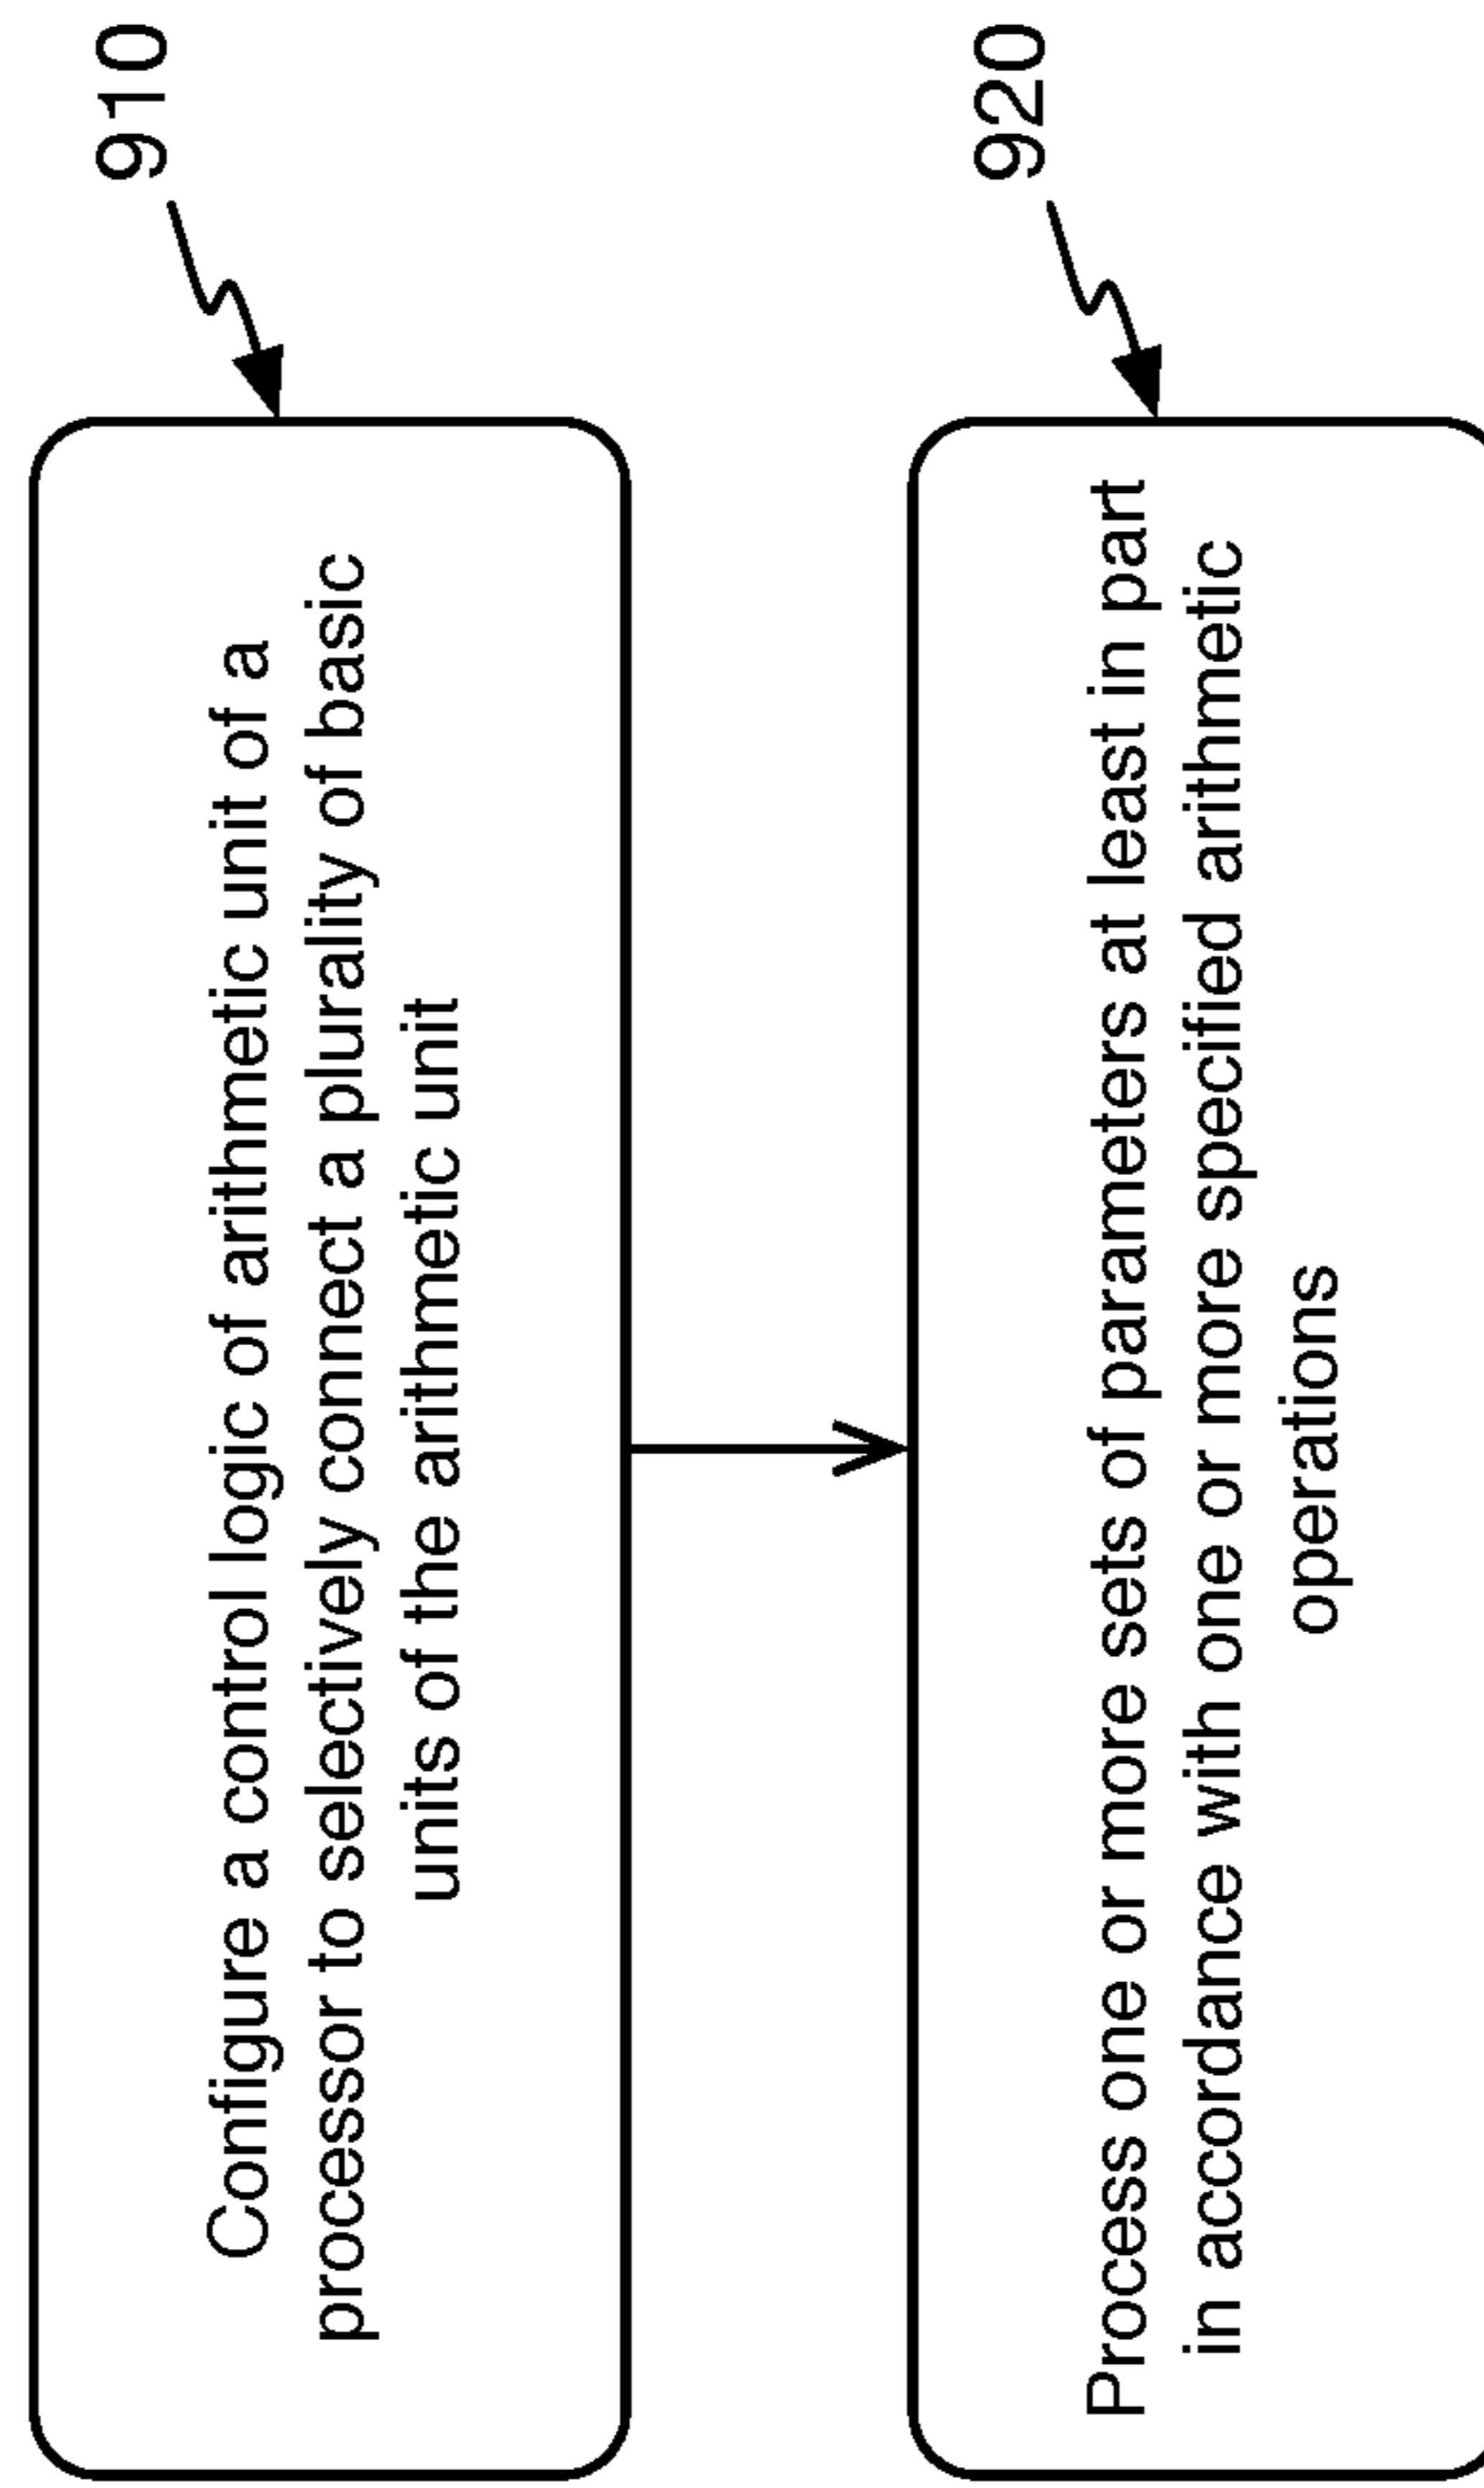 Configure a control logic of arithmetic unit of a
processor to selectively connect a plurality of basic
units of the arithmetic unit
910
Process one or more sets of parameters at least in part
in accordance with one or more specified arithmetic
operations
920